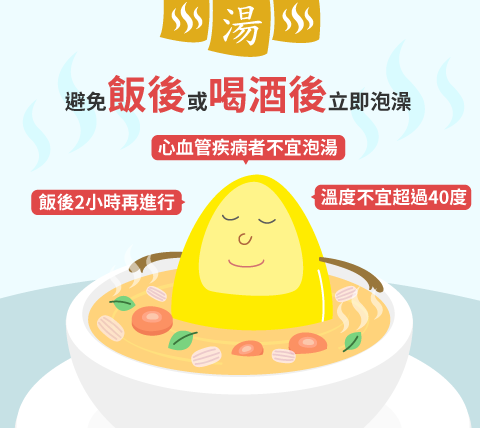 湯
避免飯後或喝酒後立即泡澡
心血管疾病者不宜泡湯
飯後2小時再進行
溫度不宜超過40度